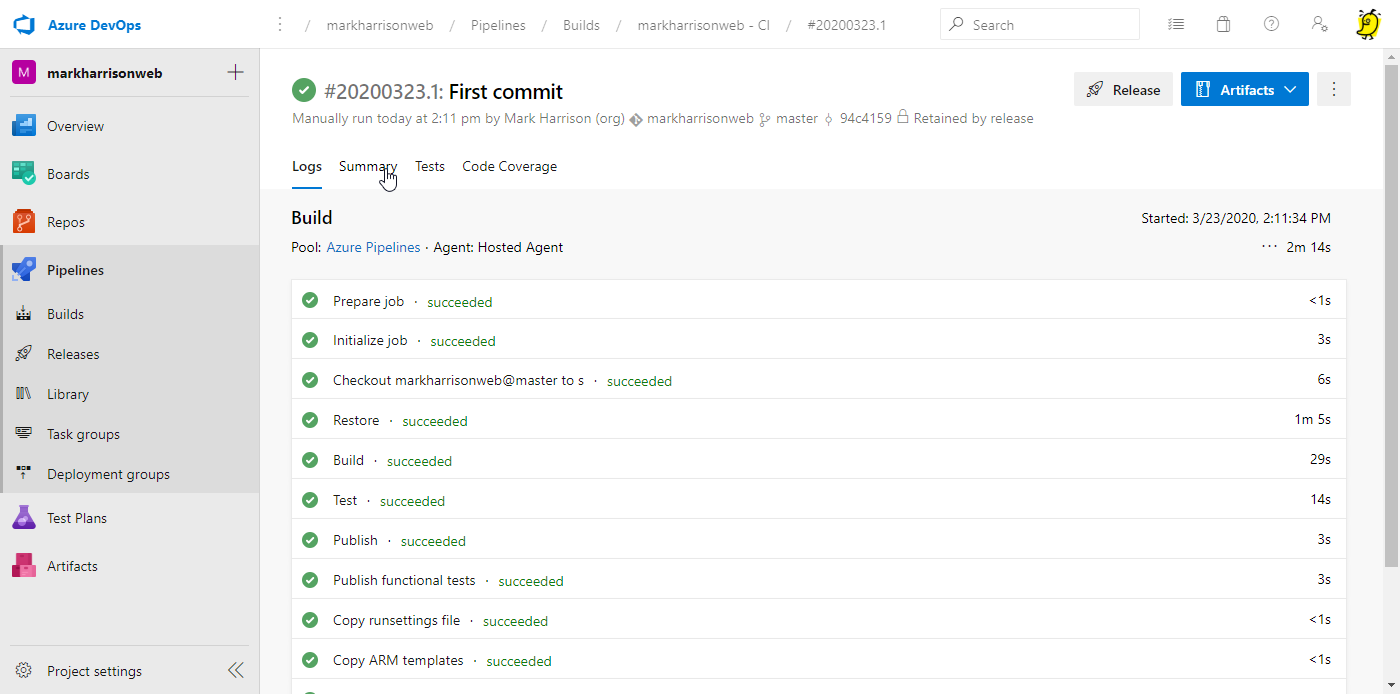 Azure DevOps
/ markharrisonweb / Pipelines / Builds / markharrisonweb - CI / #20200323.1
Search
M markharrisonweb
Overview
Boards
Repos
Pipelines
Builds
Releases
Library
Task groups
Deployment groups
Test Plans
Artifacts
Project settings
#20200323.1: First commit
Release
Artifacts
Manually run today at 2:11 pm by Mark Harrison (org) markharrisonweb master 94c4159 Retained by release
Logs Summary Tests Code Coverage
Build
Started: 3/23/2020, 2:11:34 PM
Pool: Azure Pipelines · Agent: Hosted Agent
··· 2m 14s
Prepare job · succeeded <1s
Initialize job · succeeded 3s
Checkout markharrisonweb@master to s · succeeded 6s
Restore · succeeded 1m 5s
Build · succeeded 29s
Test · succeeded 14s
Publish · succeeded 3s
Publish functional tests · succeeded 3s
Copy runsettings file · succeeded <1s
Copy ARM templates · succeeded <1s